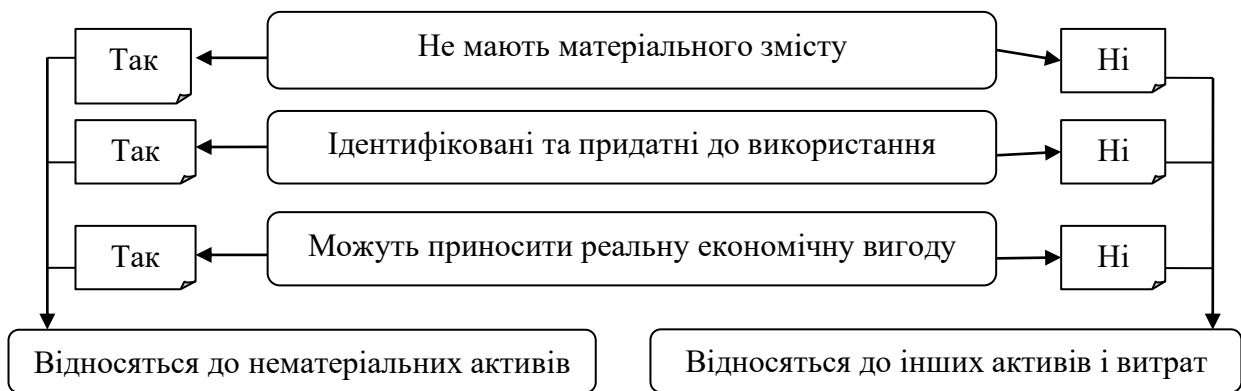 Так
Не мають матеріального змісту
Ні
Так
Ідентифіковані та придатні до використання
Ні
Так
Можуть приносити реальну економічну вигоду
Ні
Відносяться до нематеріальних активів
Відносяться до інших активів і витрат